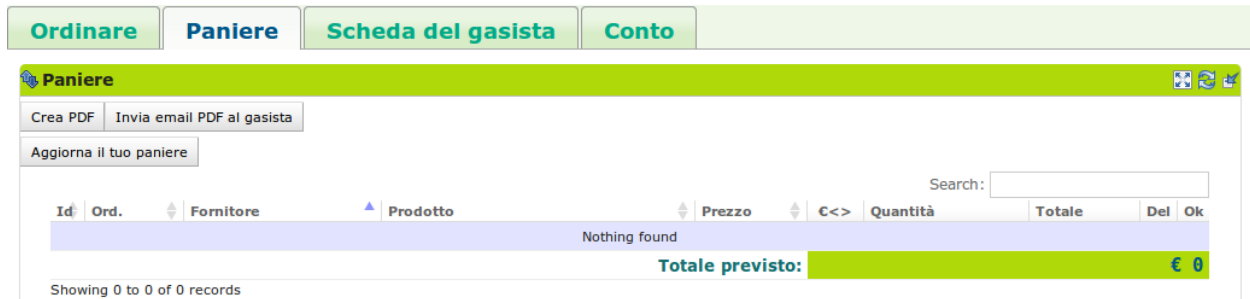 Ordinare Paniere Scheda del gasista Conto
Paniere
Crea PDF Invia email PDF al gasista
Aggiorna il tuo paniere
Search:
Id Ord. Fornitore Prodotto Prezzo €<> Quantità Totale Del Ok
Nothing found
Totale previsto: € 0
Showing 0 to 0 of 0 records